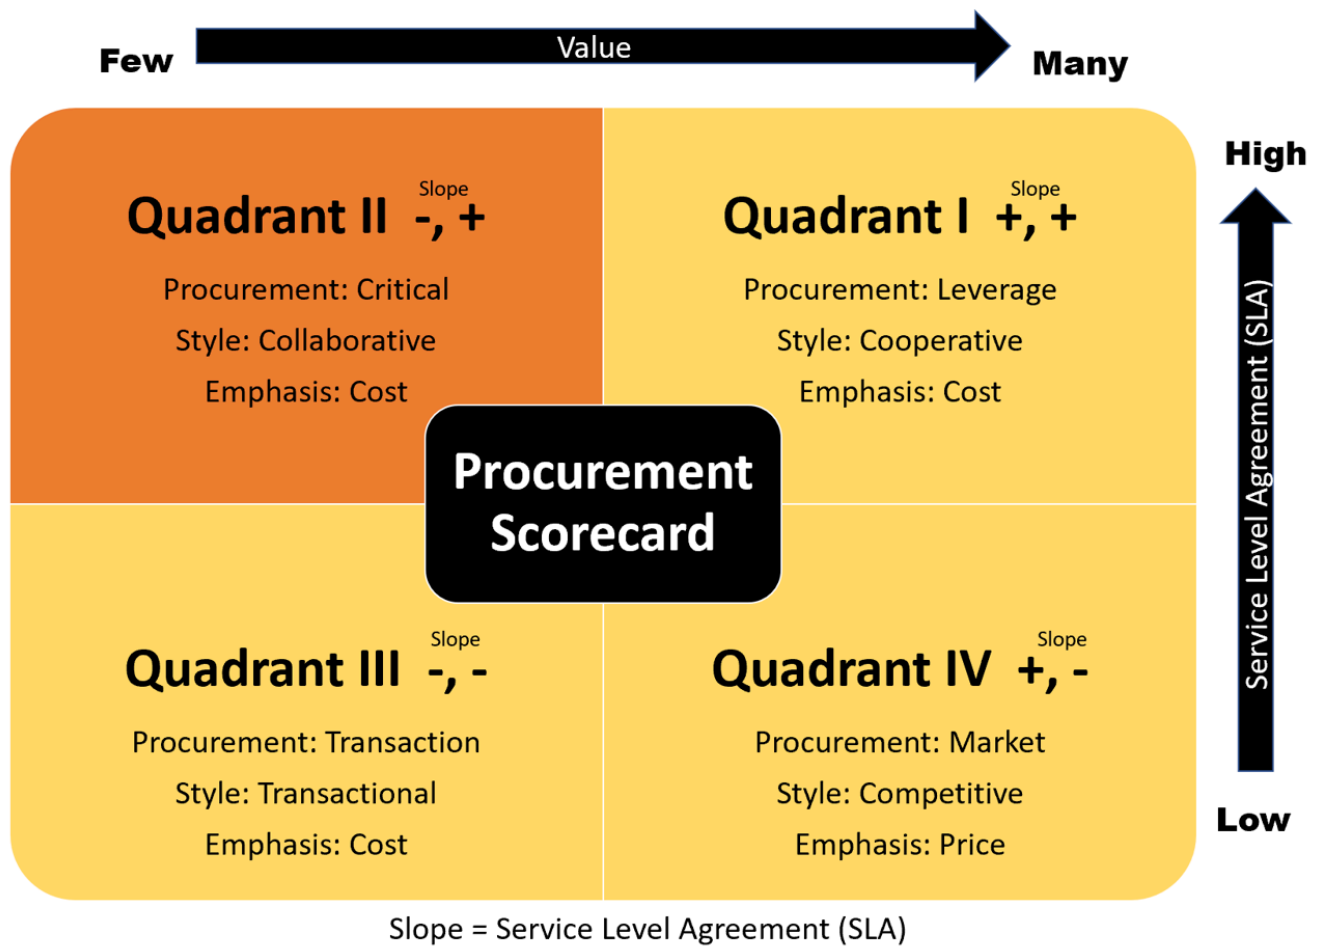 Few
Value
Many
High
Slope
Quadrant II -, +
Procurement: Critical
Style: Collaborative
Emphasis: Cost
Slope
Quadrant I +, +
Procurement: Leverage
Style: Cooperative
Emphasis: Cost
Service Level Agreement (SLA)
Procurement
Scorecard
Slope
Quadrant III -, -
Procurement: Transaction
Style: Transactional
Emphasis: Cost
Slope
Quadrant IV +, -
Procurement: Market
Style: Competitive
Emphasis: Price
Low
Slope = Service Level Agreement (SLA)